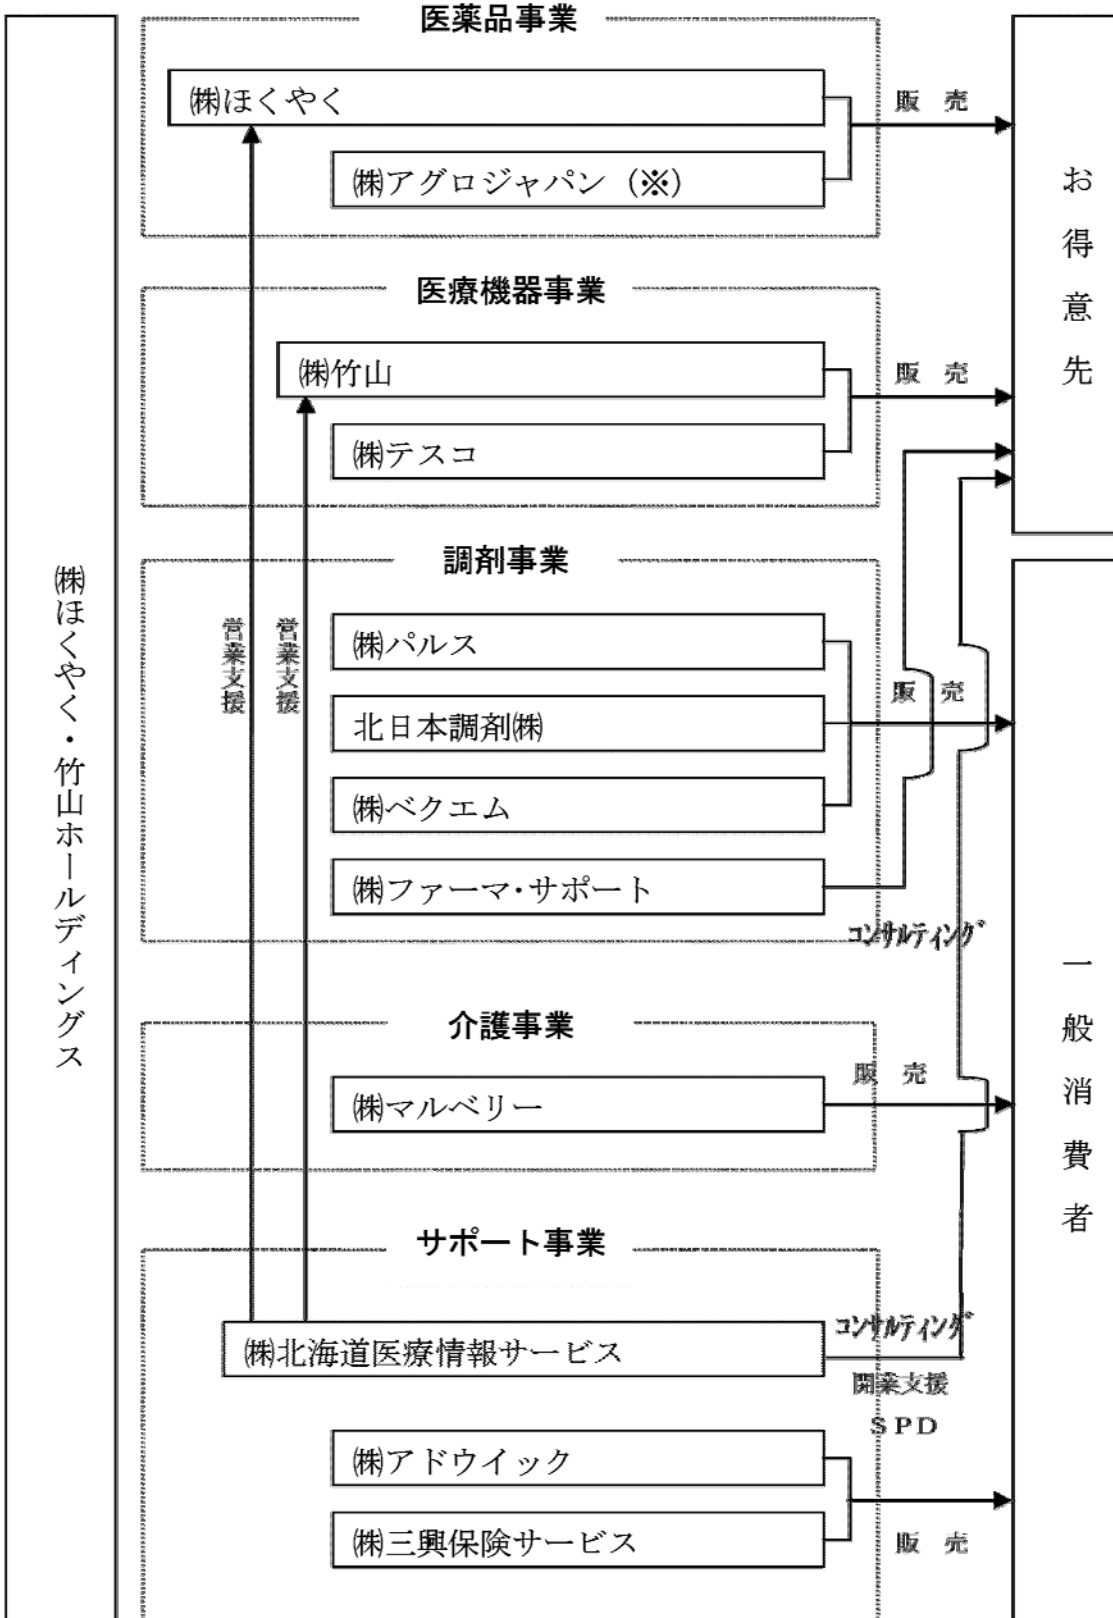 ㈱ほくやく・竹山ホールディングス
医薬品事業
㈱ほくやく
㈱アグロジャパン（※）
販 売
お得意先
医療機器事業
㈱竹山
㈱テスコ
販 売
調剤事業
営業支援
営業支援
㈱パルス
北日本調剤㈱
㈱ベクエム
㈱ファーマ・サポート
販 売
コンサルティング
一般消費者
介護事業
㈱マルベリー
販 売
サポート事業
㈱北海道医療情報サービス
コンサルティング
開業支援
SPD
㈱アドウイック
㈱三興保険サービス
販 売